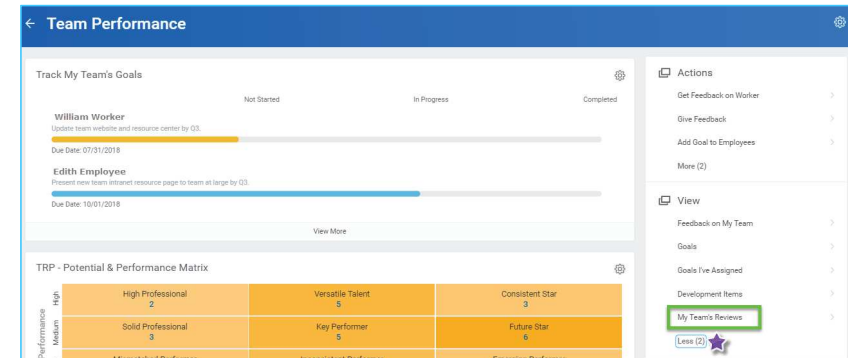 Team Performance
Track My Team's Goals
Not Started In Progress Completed
William Worker
Update team website and resource center by Q3.
Due Date: 07/31/2018
Edith Employee
Present new team intranet resource page to team at large by Q3.
Due Date: 10/01/2018
View More
TRP - Potential & Performance Matrix
Performance
High
High Professional Versatile Talent Consistent Star
2 5 3
Medium
Solid Professional Key Performer Future Star
3 5 6
Actions
Get Feedback on Worker
Give Feedback
Add Goal to Employees
More (2)
View
Feedback on My Team
Goals
Goals I've Assigned
Development Items
My Team's Reviews
Less (2)